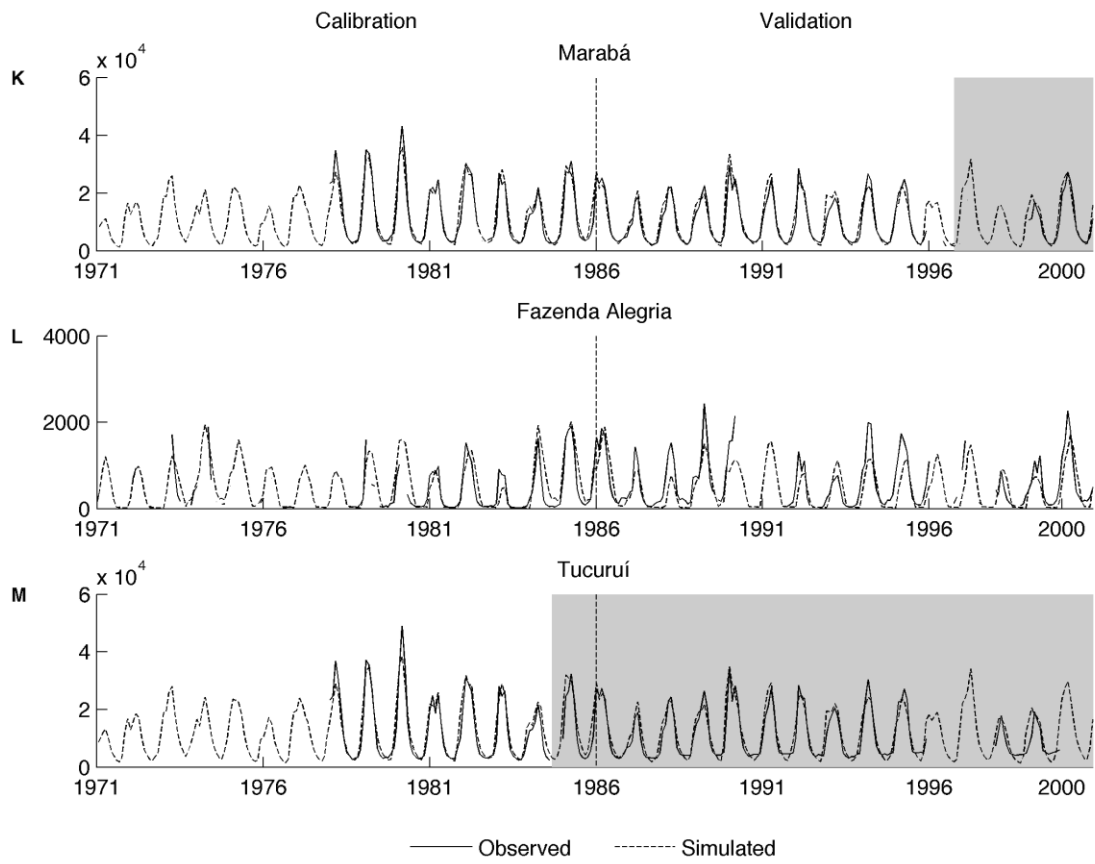 Calibration Validation
Marabá
K
x 10^4
6
4
2
0
1971 1976 1981 1986 1991 1996 2000
Fazenda Alegria
L
4000
2000
0
1971 1976 1981 1986 1991 1996 2000
Tucuruí
M
x 10^4
6
4
2
0
1971 1976 1981 1986 1991 1996 2000
Observed Simulated